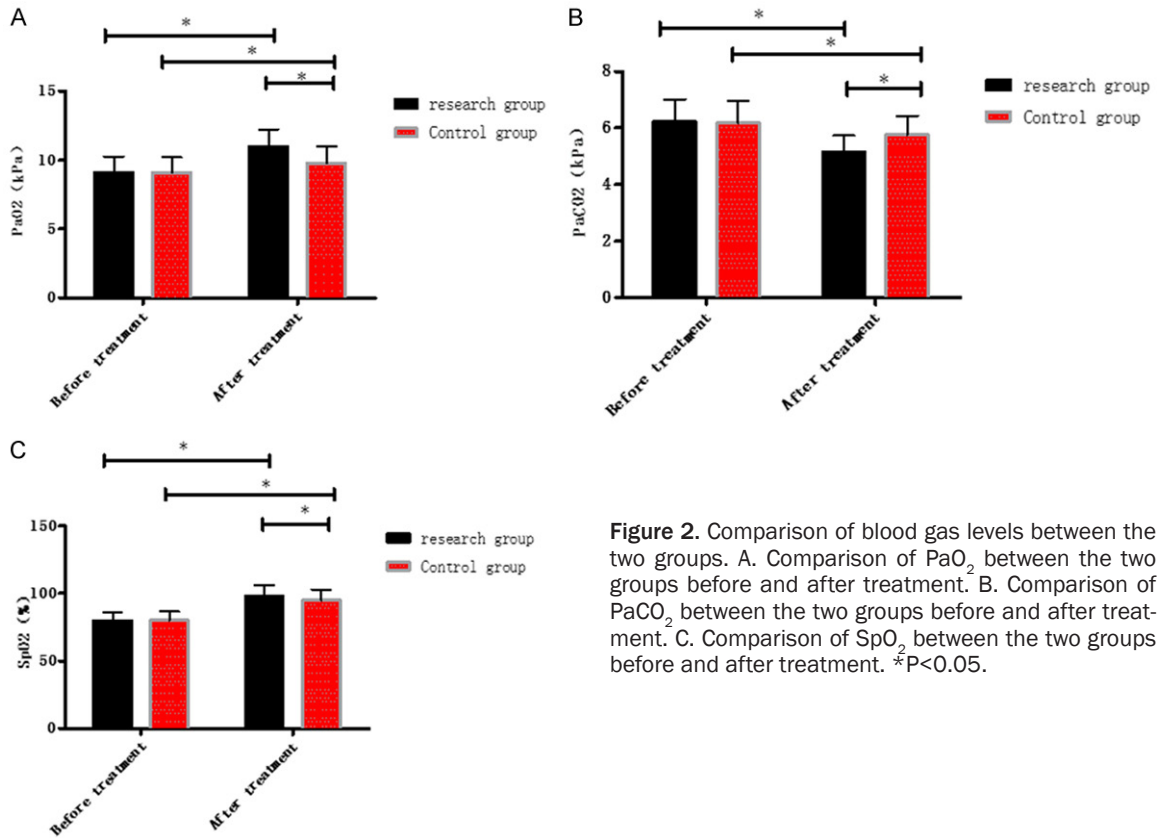 A
*
*
*
15
10
5
0
PaO2 (kPa)
research group
Control group
Before treatment
After treatment
B
*
*
*
8
6
4
2
0
PaCO2 (kPa)
research group
Control group
Before treatment
After treatment
C
*
*
*
150
100
50
0
SpO2 (%)
research group
Control group
Before treatment
After treatment
Figure 2. Comparison of blood gas levels between the
two groups. A. Comparison of PaO2 between the two
groups before and after treatment. B. Comparison of
PaCO2 between the two groups before and after treat-
ment. C. Comparison of SpO2 between the two groups
before and after treatment. *P<0.05.